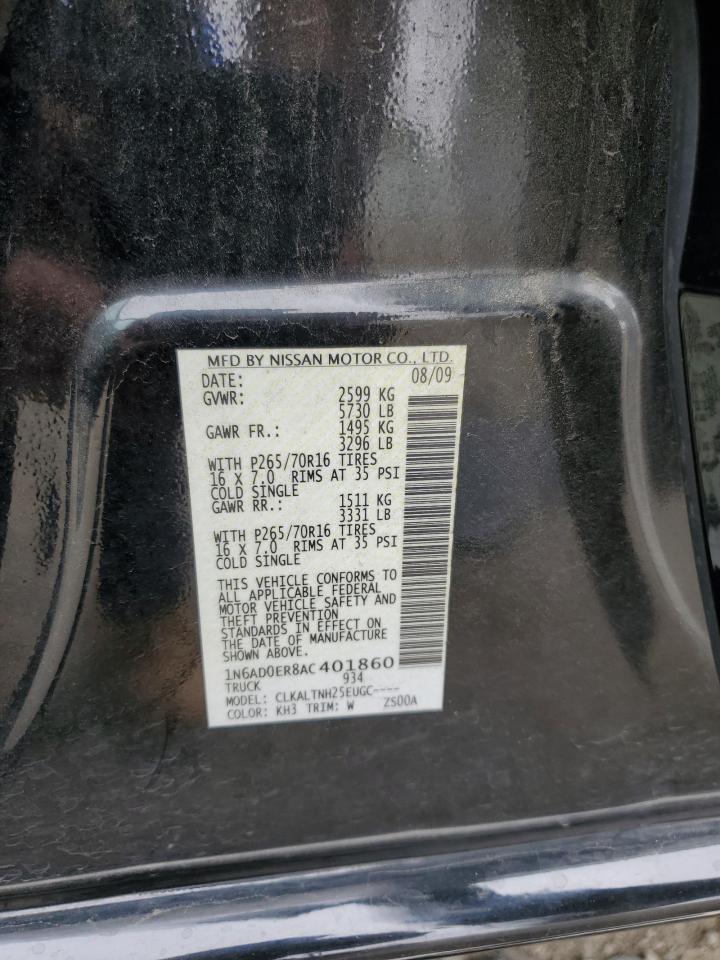 MFD BY NISSAN MOTOR CO., LTD.
DATE: 08/09
GVWR: 2599 KG
5730 LB
GAWR FR.: 1495 KG
3296 LB
WITH P265/70R16 TIRES
16 X 7.0 RIMS AT 35 PSI
COLD SINGLE
GAWR RR.: 1511 KG
3331 LB
WITH P265/70R16 TIRES
16 X 7.0 RIMS AT 35 PSI
COLD SINGLE
THIS VEHICLE CONFORMS TO
ALL APPLICABLE FEDERAL
MOTOR VEHICLE SAFETY AND
THEFT PREVENTION
STANDARDS IN EFFECT ON
THE DATE OF MANUFACTURE
SHOWN ABOVE.
1N6AD0ER8AC401860
TRUCK 934
MODEL: CLKALTNH25EUGC----
COLOR: KH3 TRIM: W ZS00A